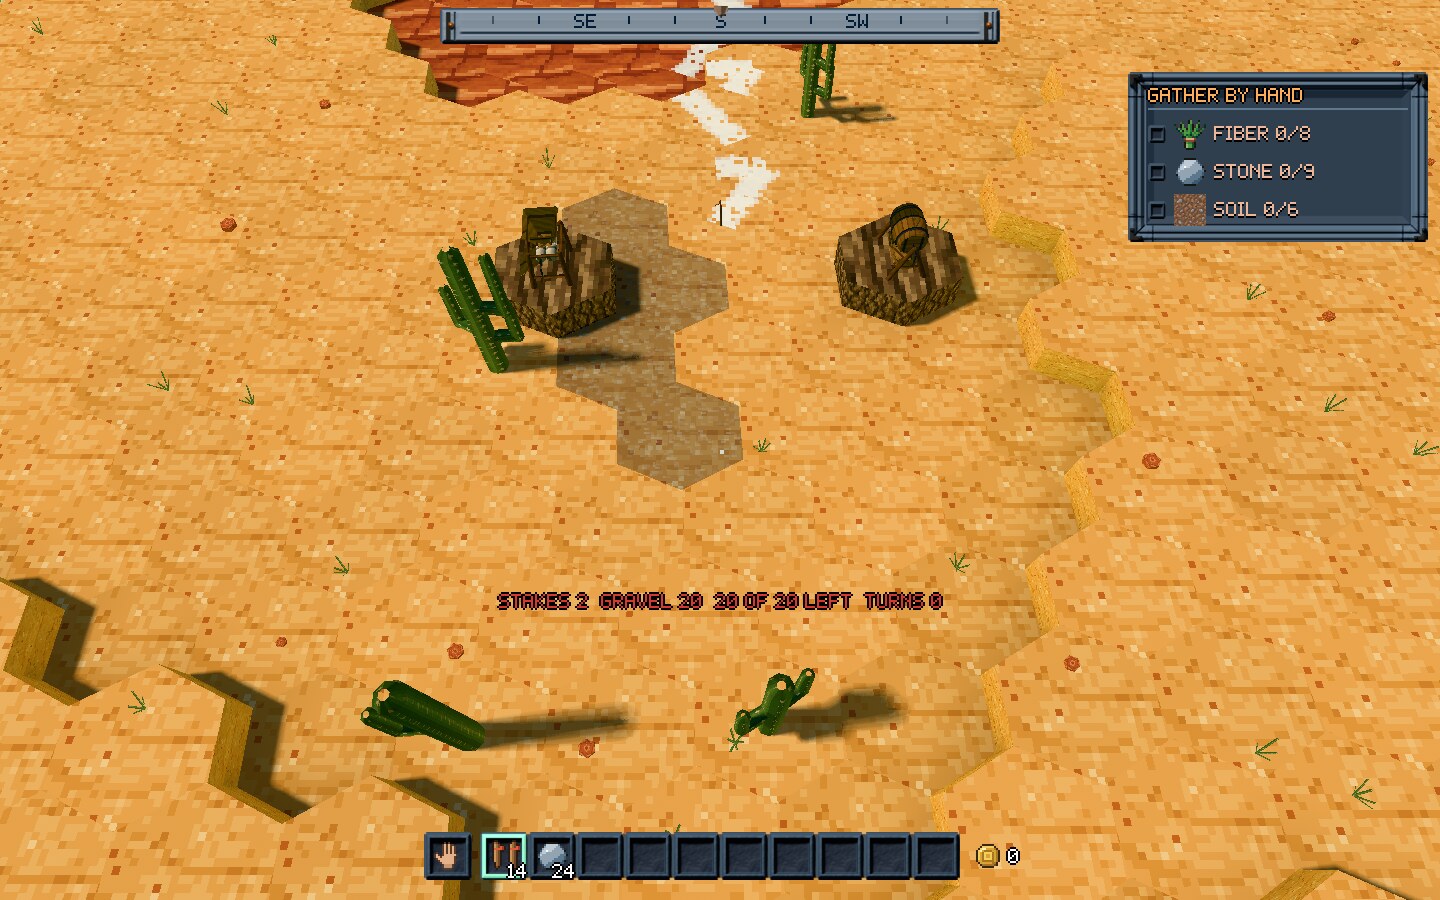 SE S SW
GATHER BY HAND
FIBER 0/8
STONE 0/9
SOIL 0/6
STAKES 2 GRAVEL 20 20 OF 20 LEFT TURNS 0
14 24 0